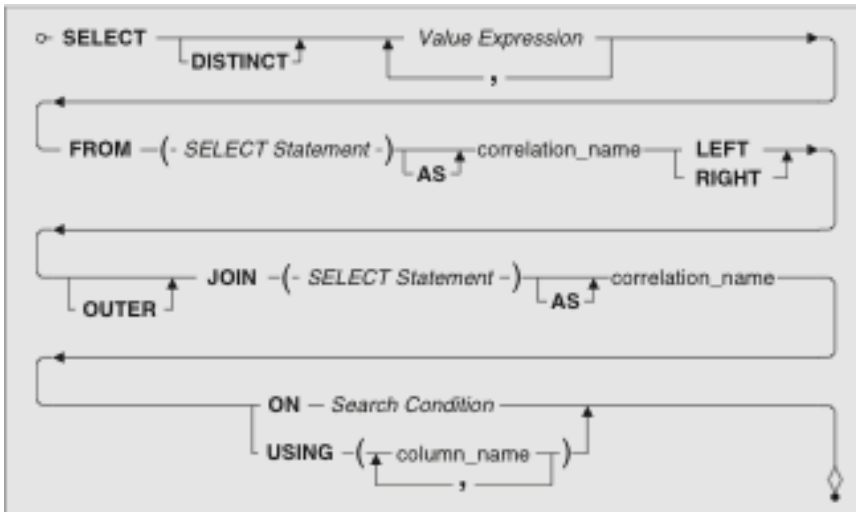 SELECT Value Expression
DISTINCT ,
FROM ( SELECT Statement ) correlation_name LEFT
AS RIGHT
JOIN ( SELECT Statement ) correlation_name
OUTER AS
ON Search Condition
USING ( column_name )
,